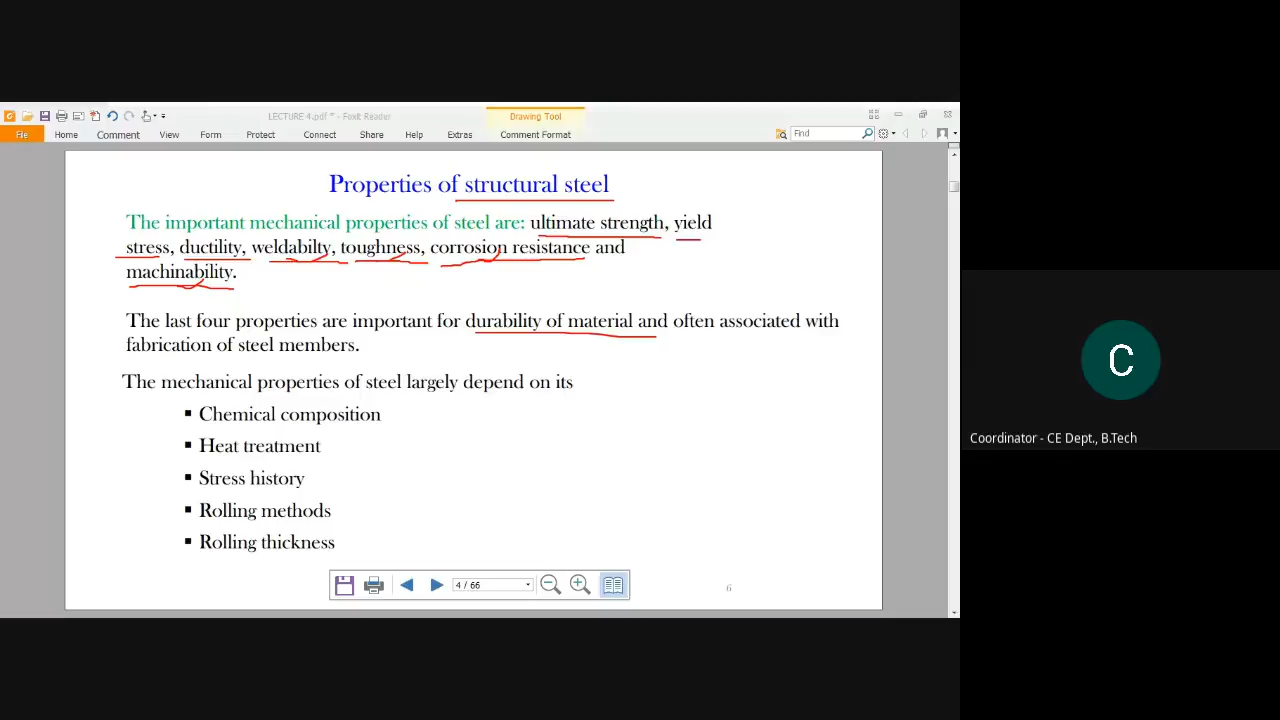 LECTURE 4.pdf * - Foxit Reader
Drawing Tool
File Home Comment View Form Protect Connect Share Help Extras Comment Format Find
Properties of structural steel
The important mechanical properties of steel are: ultimate strength, yield
stress, ductility, weldabilty, toughness, corrosion resistance and
machinability.
The last four properties are important for durability of material and often associated with
fabrication of steel members.
The mechanical properties of steel largely depend on its
▪ Chemical composition
▪ Heat treatment
▪ Stress history
▪ Rolling methods
▪ Rolling thickness
4 / 66
6
C
Coordinator - CE Dept., B.Tech